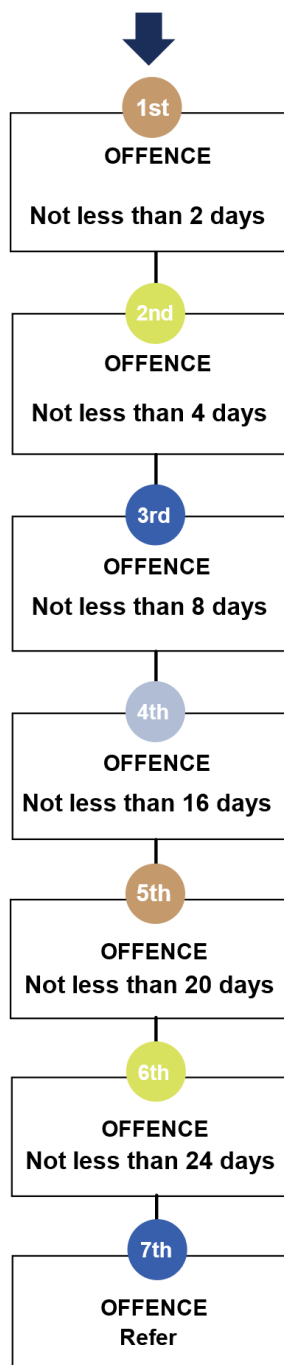 1st
OFFENCE
Not less than 2 days
2nd
OFFENCE
Not less than 4 days
3rd
OFFENCE
Not less than 8 days
4th
OFFENCE
Not less than 16 days
5th
OFFENCE
Not less than 20 days
6th
OFFENCE
Not less than 24 days
7th
OFFENCE
Refer